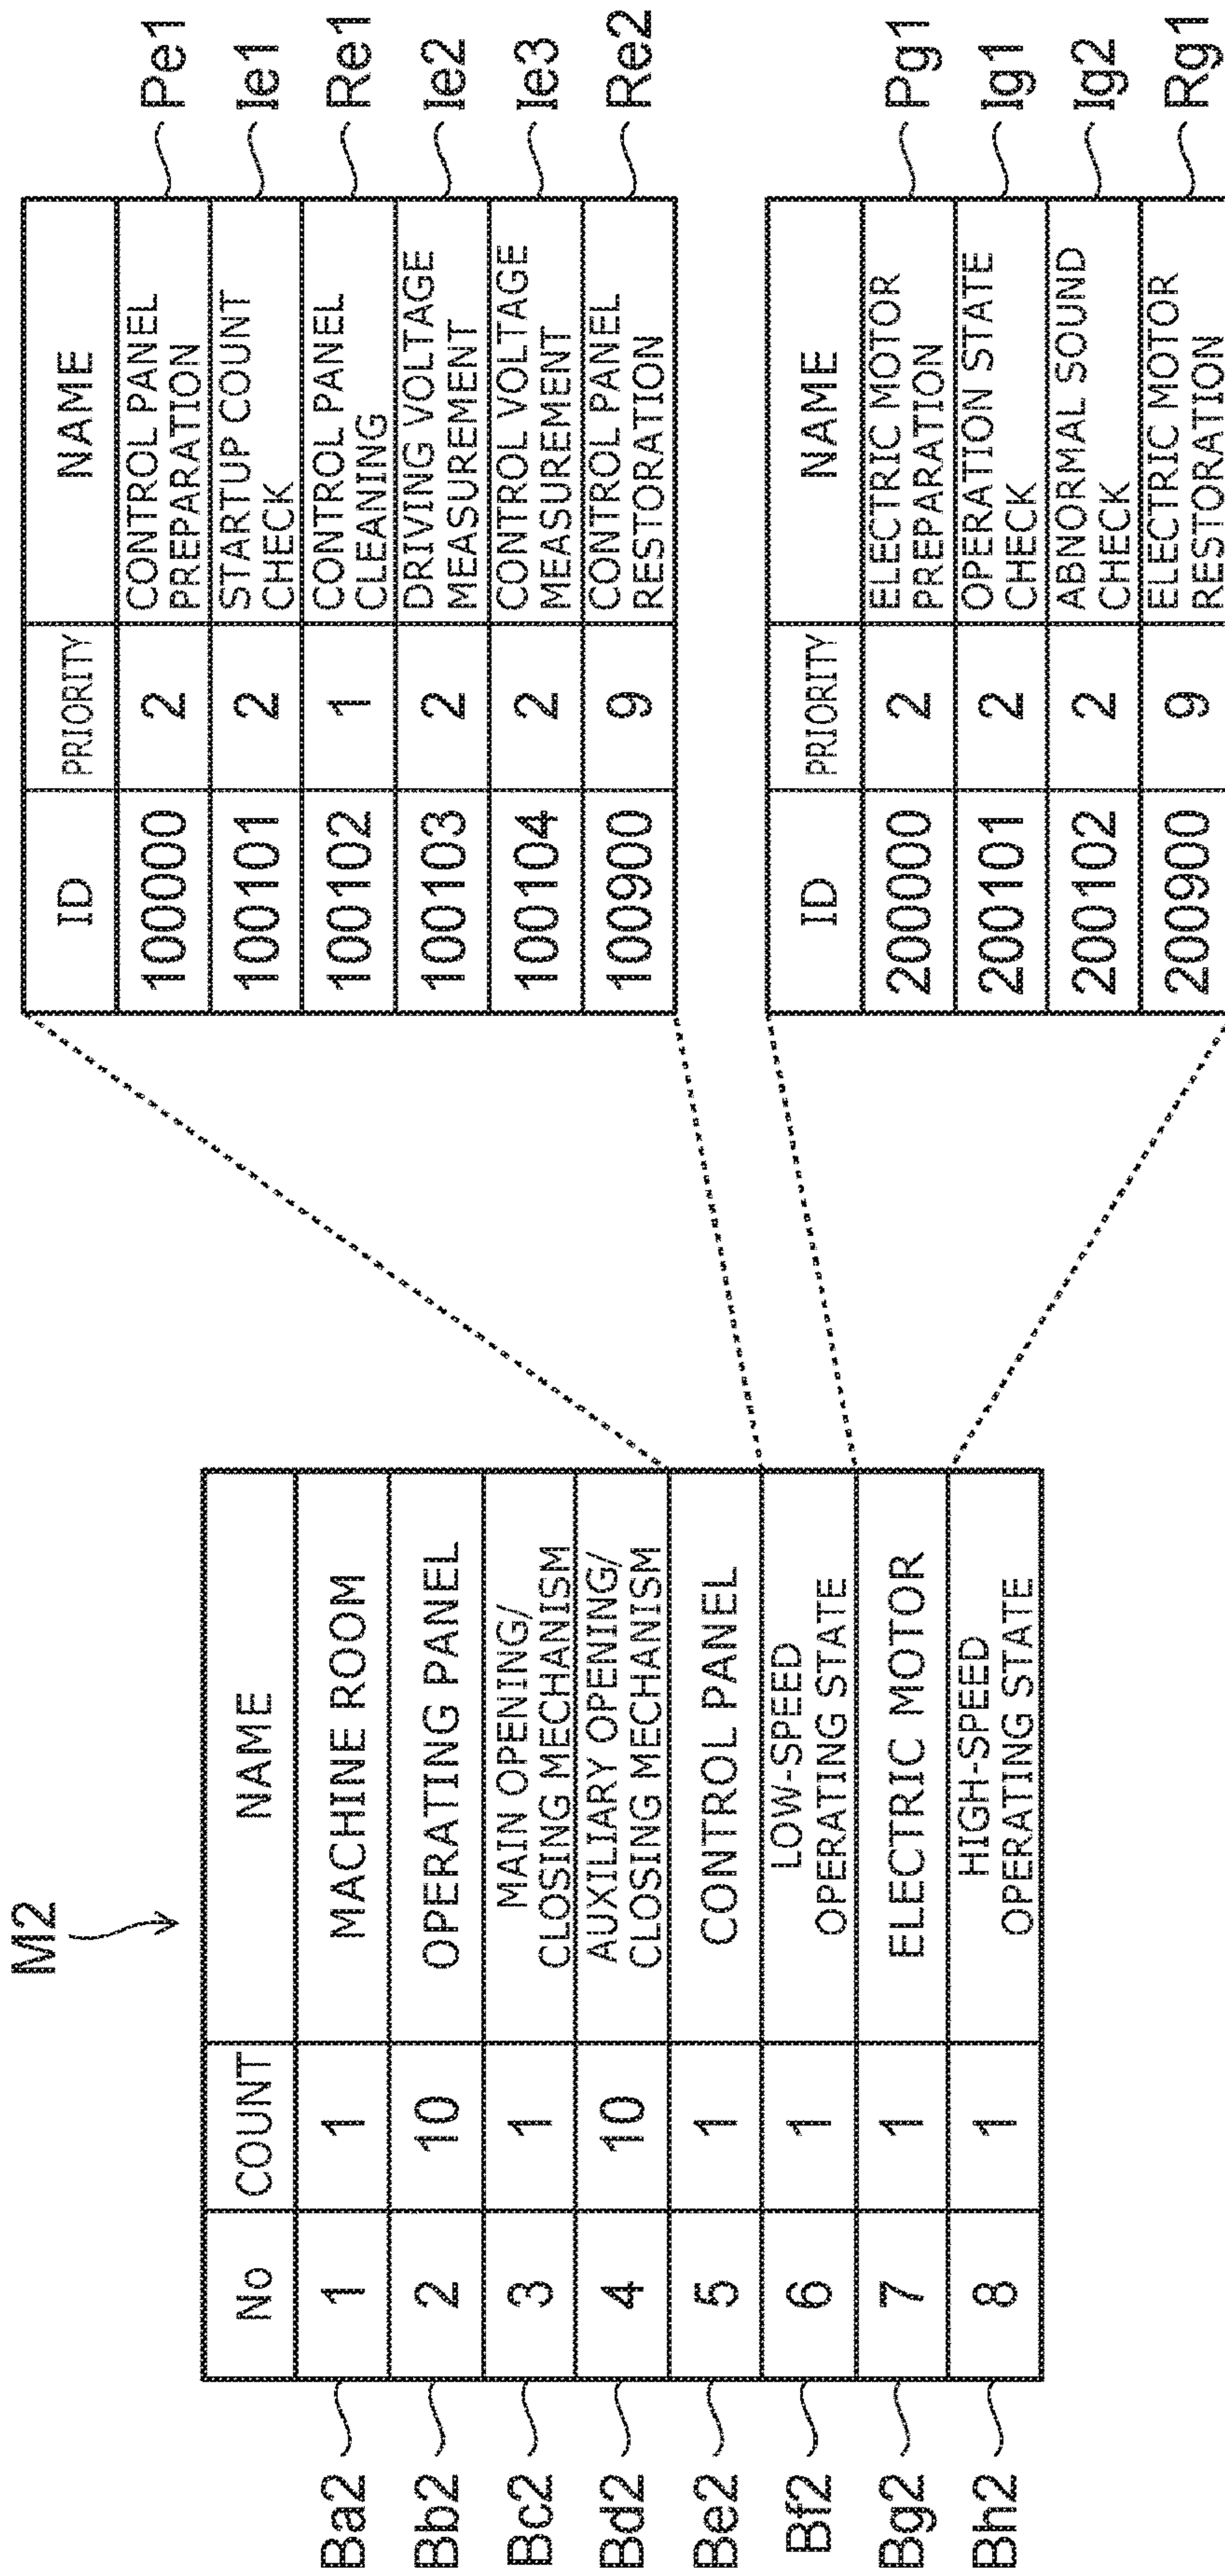 M2
No COUNT NAME
Ba2 1 1 MACHINE ROOM
Bb2 2 10 OPERATING PANEL
Bc2 3 1 MAIN OPENING/
CLOSING MECHANISM
Bd2 4 10 AUXILIARY OPENING/
CLOSING MECHANISM
Be2 5 1 CONTROL PANEL
Bf2 6 1 LOW-SPEED
OPERATING STATE
Bg2 7 1 ELECTRIC MOTOR
Bh2 8 1 HIGH-SPEED
OPERATING STATE
ID PRIORITY NAME
100000 2 CONTROL PANEL
PREPARATION Pe1
100101 2 STARTUP COUNT
CHECK Ie1
100102 1 CONTROL PANEL
CLEANING Re1
100103 2 DRIVING VOLTAGE
MEASUREMENT Ie2
100104 2 CONTROL VOLTAGE
MEASUREMENT Ie3
100900 9 CONTROL PANEL
RESTORATION Re2
ID PRIORITY NAME
200000 2 ELECTRIC MOTOR
PREPARATION Pg1
200101 2 OPERATION STATE
CHECK Ig1
200102 2 ABNORMAL SOUND
CHECK Ig2
200900 9 ELECTRIC MOTOR
RESTORATION Rg1